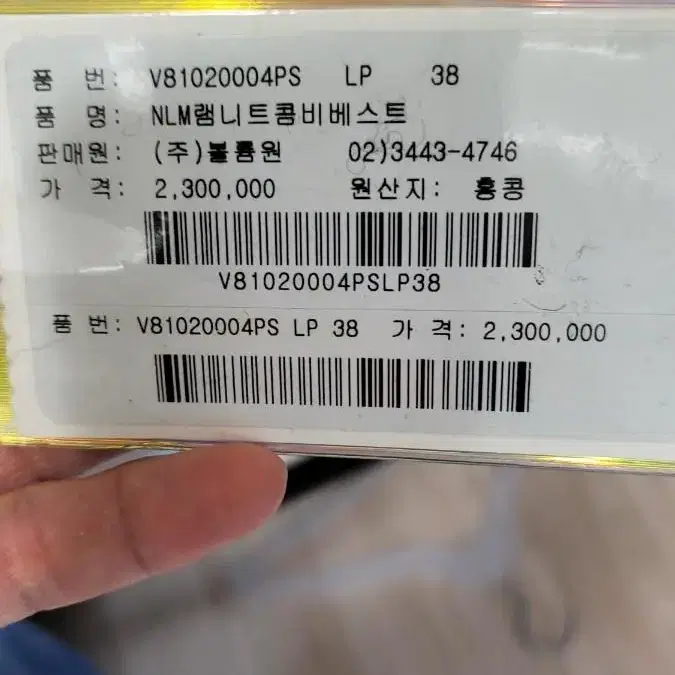 품 번: V81020004PS LP 38
품 명: NLM램니트콤비베스트
판매원: (주)볼륨원 02)3443-4746
가 격: 2,300,000 원산지: 홍콩
V81020004PSLP38
품 번: V81020004PS LP 38 가 격: 2,300,000